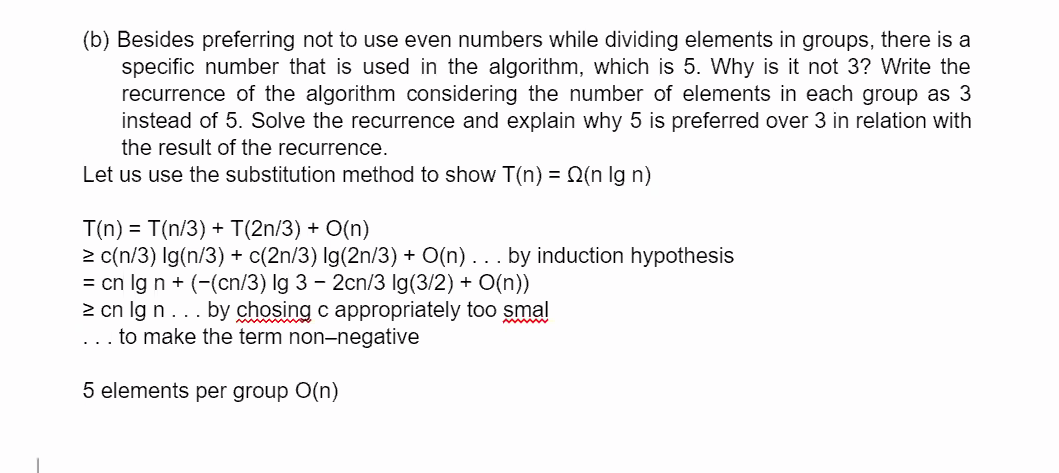 (b) Besides preferring not to use even numbers while dividing elements in groups, there is a
specific number that is used in the algorithm, which is 5. Why is it not 3? Write the
recurrence of the algorithm considering the number of elements in each group as 3
instead of 5. Solve the recurrence and explain why 5 is preferred over 3 in relation with
the result of the recurrence.
Let us use the substitution method to show T(n) = Ω(n lg n)
T(n) = T(n/3) + T(2n/3) + O(n)
≥ c(n/3) lg(n/3) + c(2n/3) lg(2n/3) + O(n) . . . by induction hypothesis
= cn lg n + (−(cn/3) lg 3 − 2cn/3 lg(3/2) + O(n))
≥ cn lg n . . . by chosing c appropriately too smal
. . . to make the term non–negative
5 elements per group O(n)